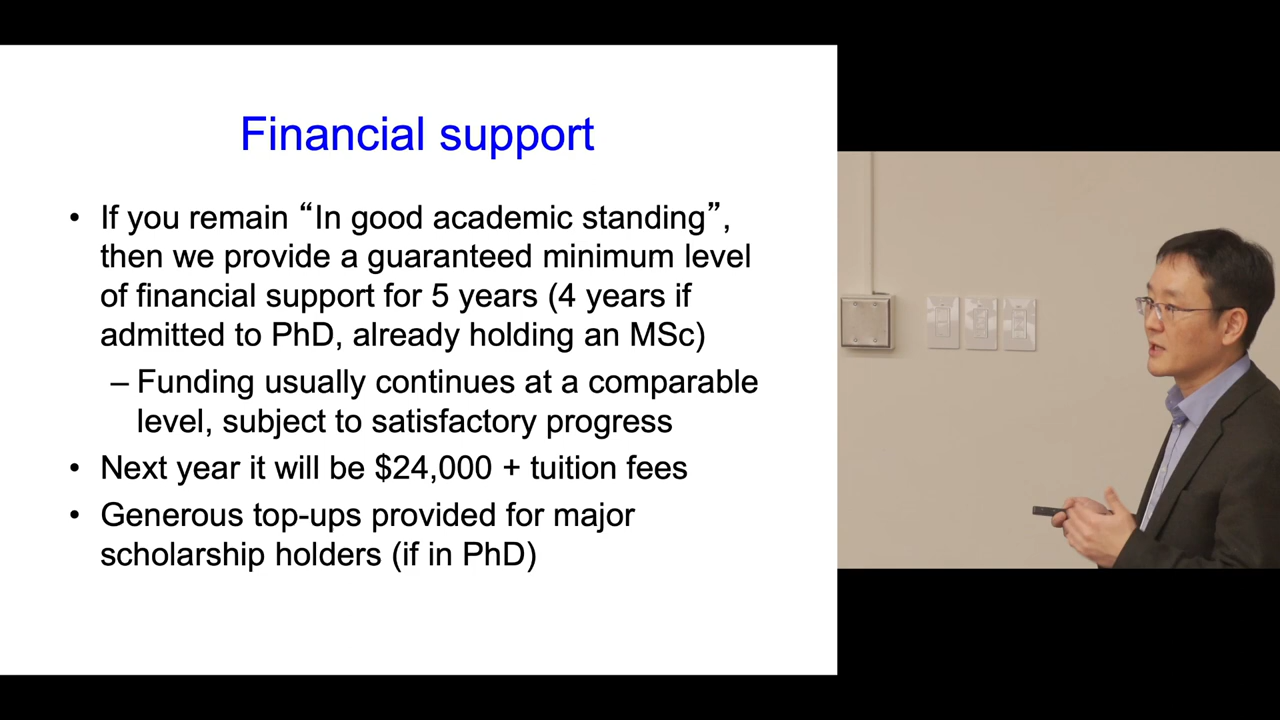 Financial support
• If you remain “In good academic standing”,
then we provide a guaranteed minimum level
of financial support for 5 years (4 years if
admitted to PhD, already holding an MSc)
– Funding usually continues at a comparable
level, subject to satisfactory progress
• Next year it will be $24,000 + tuition fees
• Generous top-ups provided for major
scholarship holders (if in PhD)